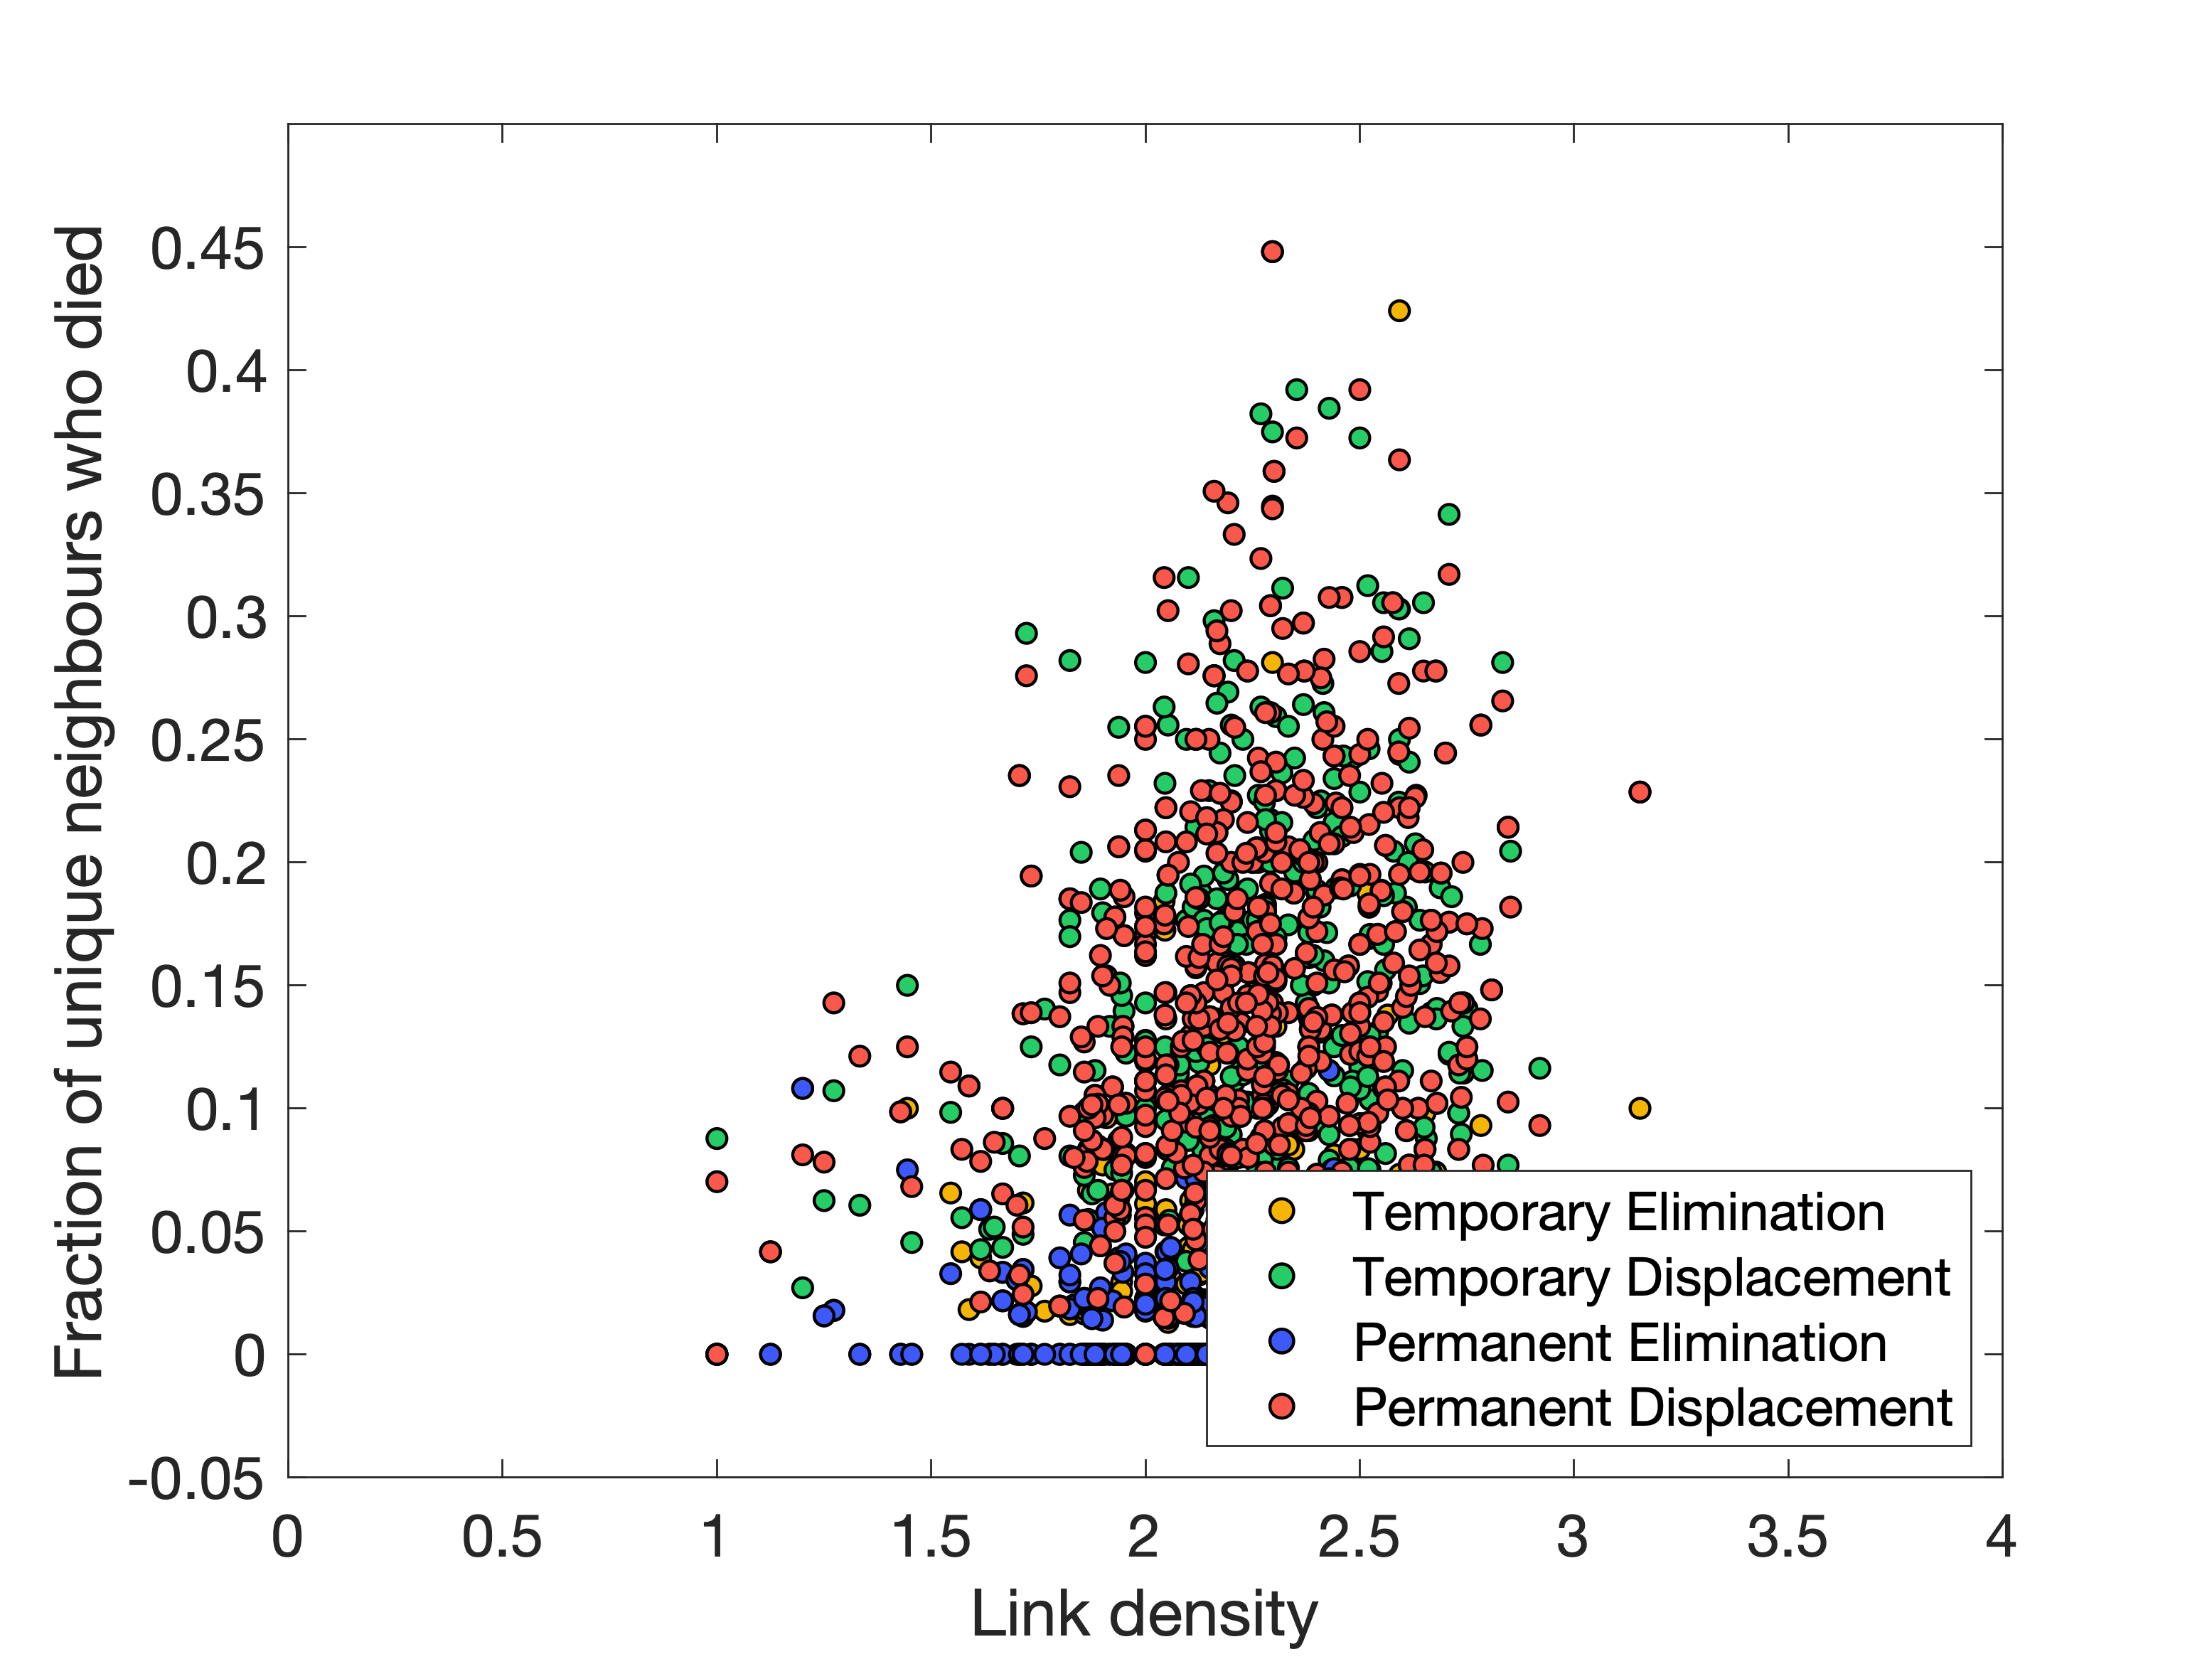 Fraction of unique neighbours who died
0.45
0.4
0.35
0.3
0.25
0.2
0.15
0.1
0.05
0
-0.05
Temporary Elimination
Temporary Displacement
Permanent Elimination
Permanent Displacement
0 0.5 1 1.5 2 2.5 3 3.5 4
Link density